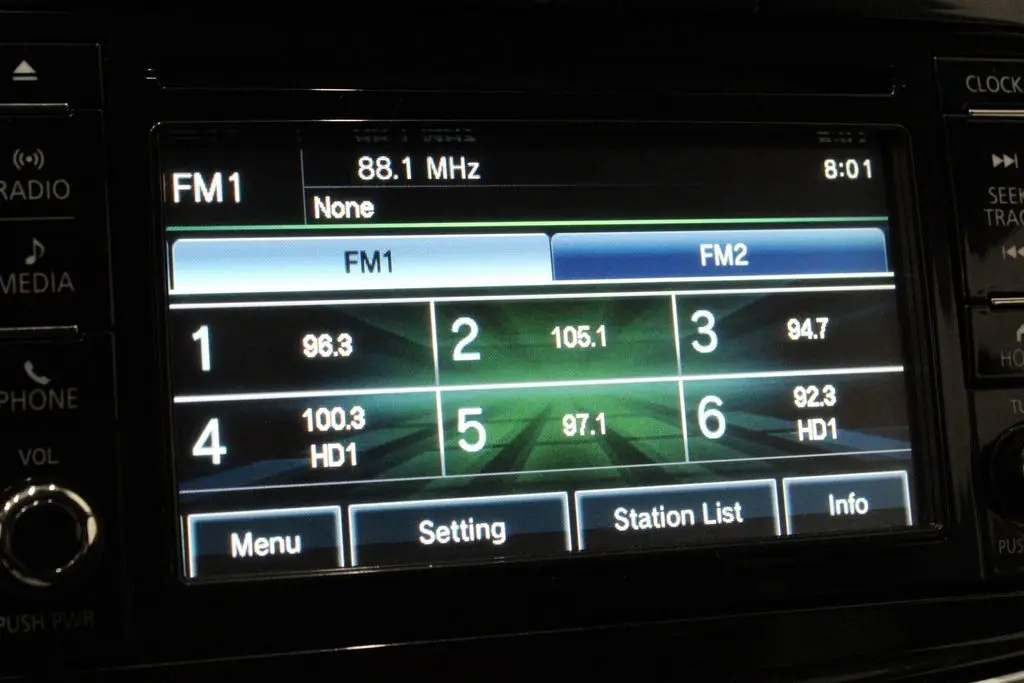 CLOCK
RADIO
MEDIA
PHONE
VOL
PUSH PWR
FM1
88.1 MHz
8:01
None
FM1
FM2
1
96.3
2
105.1
3
94.7
4
100.3
HD1
5
97.1
6
92.3
HD1
Menu
Setting
Station List
Info
SEEK